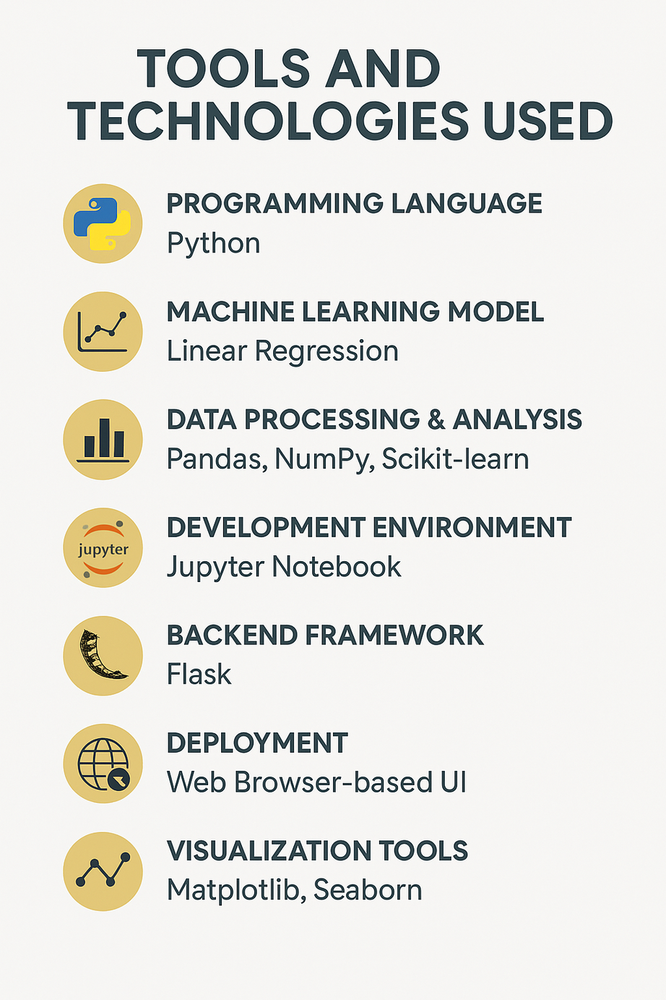 TOOLS AND
TECHNOLOGIES USED
PROGRAMMING LANGUAGE
Python
MACHINE LEARNING MODEL
Linear Regression
DATA PROCESSING & ANALYSIS
Pandas, NumPy, Scikit-learn
jupyter
DEVELOPMENT ENVIRONMENT
Jupyter Notebook
BACKEND FRAMEWORK
Flask
DEPLOYMENT
Web Browser-based UI
VISUALIZATION TOOLS
Matplotlib, Seaborn